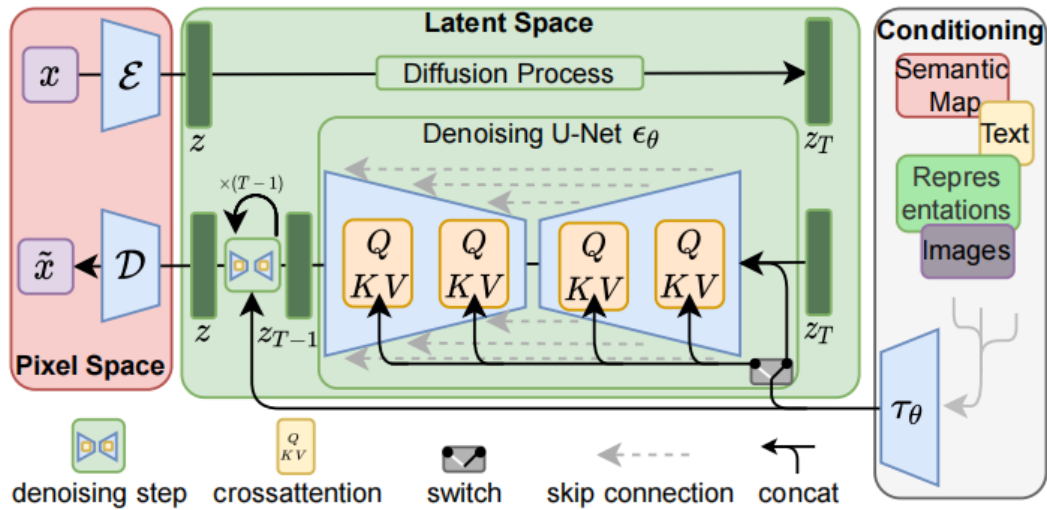 Latent Space
Conditioning
x
ℰ
z
Diffusion Process
z_T
Semantic
Map
Text
Repres
entations
Images
Denoising U-Net ϵ_θ
×(T−1)
Q
KV
Q
KV
Q
KV
Q
KV
x̃
𝒟
z
z_{T−1}
z_T
Pixel Space
τ_θ
Q
KV
denoising step
crossattention
switch
skip connection
concat